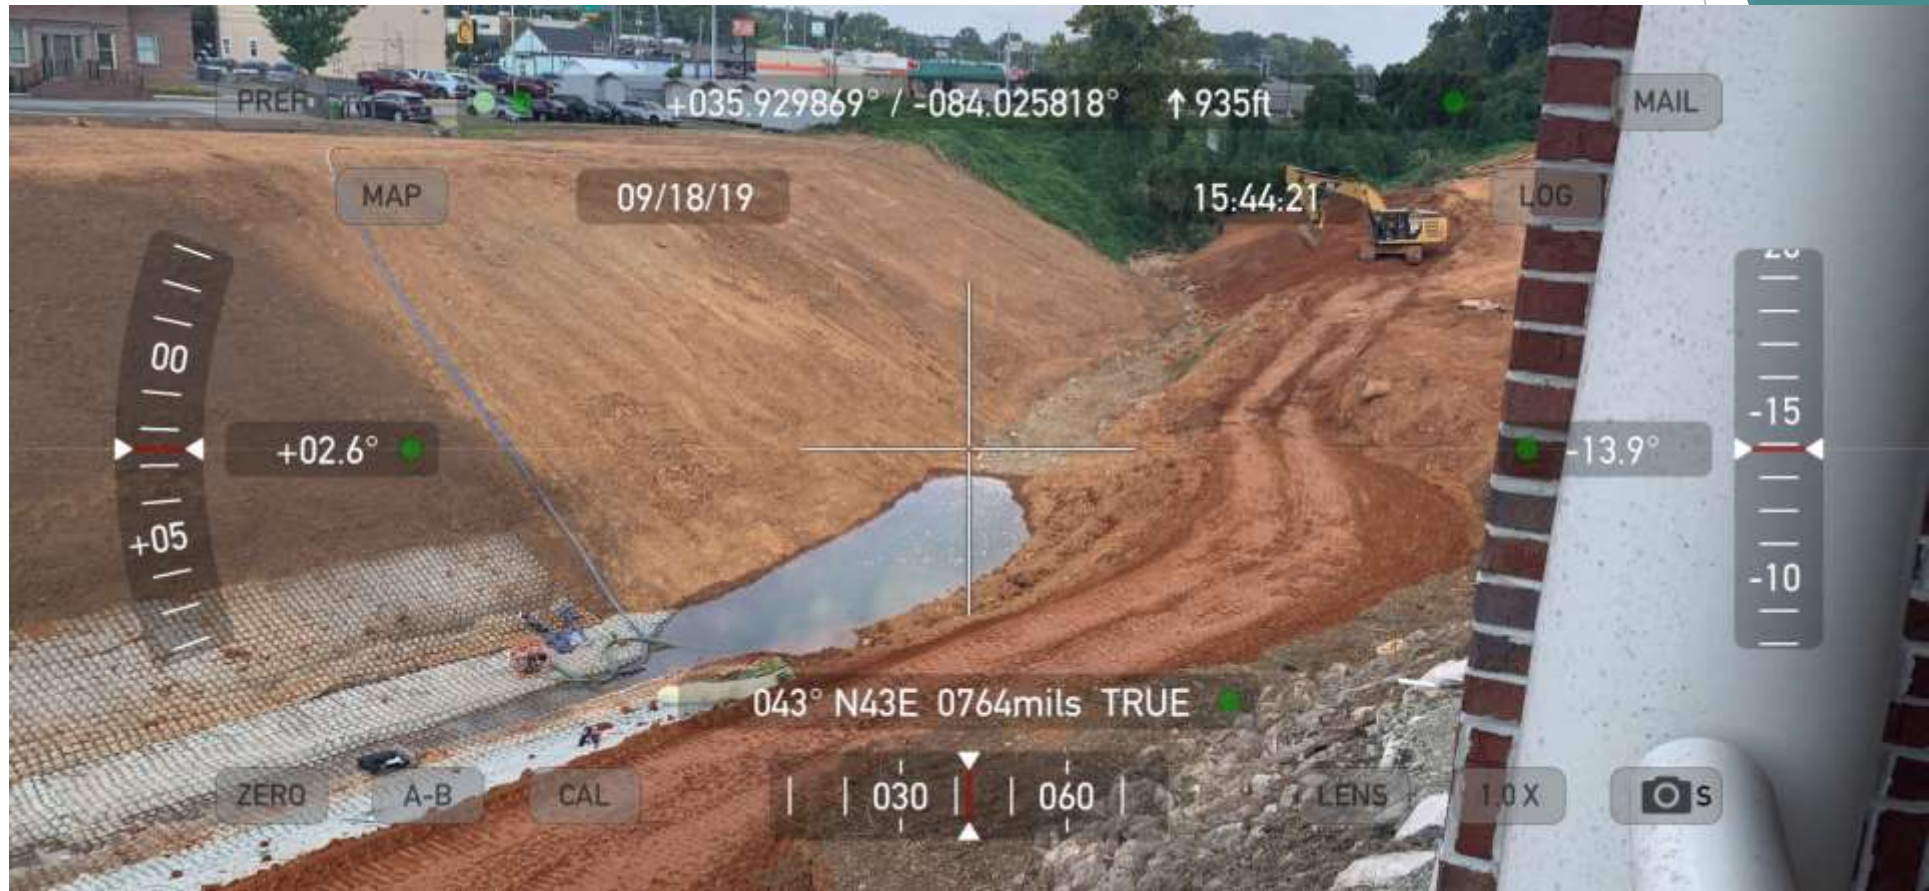 PREF +035.929869° / -084.025818° ↑ 935ft MAIL
MAP 09/18/19 15:44:21 LOG
00
-15
+02.6° -13.9°
+05
-10
043° N43E 0764mils TRUE
ZERO A-B CAL 030 060 LENS 1.0 X S